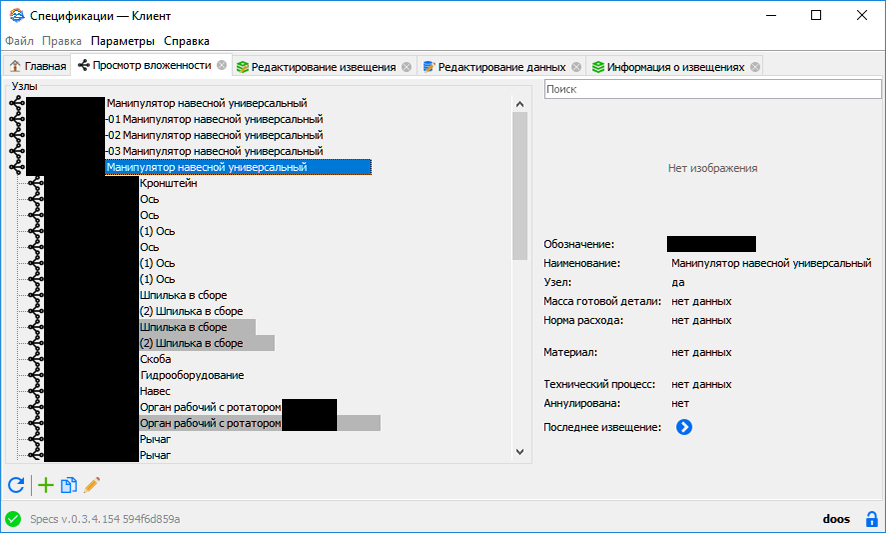 Спецификации — Клиент
Файл Правка Параметры Справка
Главная Просмотр вложенности Редактирование извещения Редактирование данных Информация о извещениях
Узлы
Манипулятор навесной универсальный
-01 Манипулятор навесной универсальный
-02 Манипулятор навесной универсальный
-03 Манипулятор навесной универсальный
Манипулятор навесной универсальный
Кронштейн
Ось
Ось
(1) Ось
Ось
(1) Ось
(1) Ось
Шпилька в сборе
(2) Шпилька в сборе
Шпилька в сборе
(2) Шпилька в сборе
Скоба
Гидрооборудование
Навес
Орган рабочий с ротатором
Орган рабочий с ротатором
Рычаг
Рычаг
Поиск
Нет изображения
Обозначение:
Наименование: Манипулятор навесной универсальный
Узел: да
Масса готовой детали: нет данных
Норма расхода: нет данных
Материал: нет данных
Технический процесс: нет данных
Аннулирована: нет
Последнее извещение:
Specs v.0.3.4.154 594f6d859a
doos